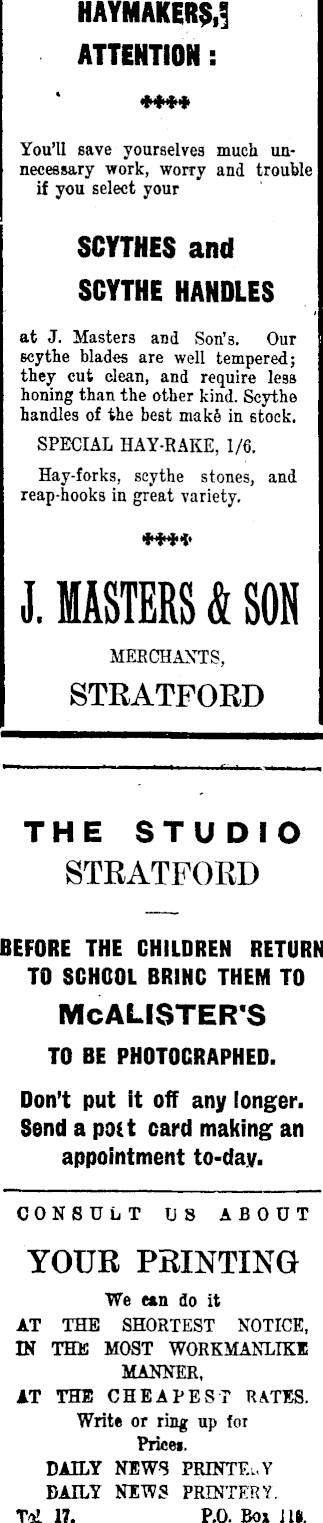 HAYMAKERS,
ATTENTION :
You'll save yourselves much un-
necessary work, worry and trouble
if you select your
SCYTHES and
SCYTHE HANDLES
at J. Masters and Son's. Our
scythe blades are well tempered;
they cut clean, and require less
honing than the other kind. Scythe
handles of the best make in stock.
SPECIAL HAY-RAKE, 1/6.
Hay-forks, scythe stones, and
reap-hooks in great variety.
J. MASTERS & SON
MERCHANTS,
STRATFORD
THE STUDIO
STRATFORD
BEFORE THE CHILDREN RETURN
TO SCHOOL BRING THEM TO
McALISTER'S
TO BE PHOTOGRAPHED.
Don't put it off any longer.
Send a post card making an
appointment to-day.
CONSULT US ABOUT
YOUR PRINTING
We can do it
AT THE SHORTEST NOTICE,
IN THE MOST WORKMANLIKE
MANNER,
AT THE CHEAPEST RATES.
Write or ring up for
Prices.
DAILY NEWS PRINTERY
DAILY NEWS PRINTERY.
Tel. 17. P.O. Box